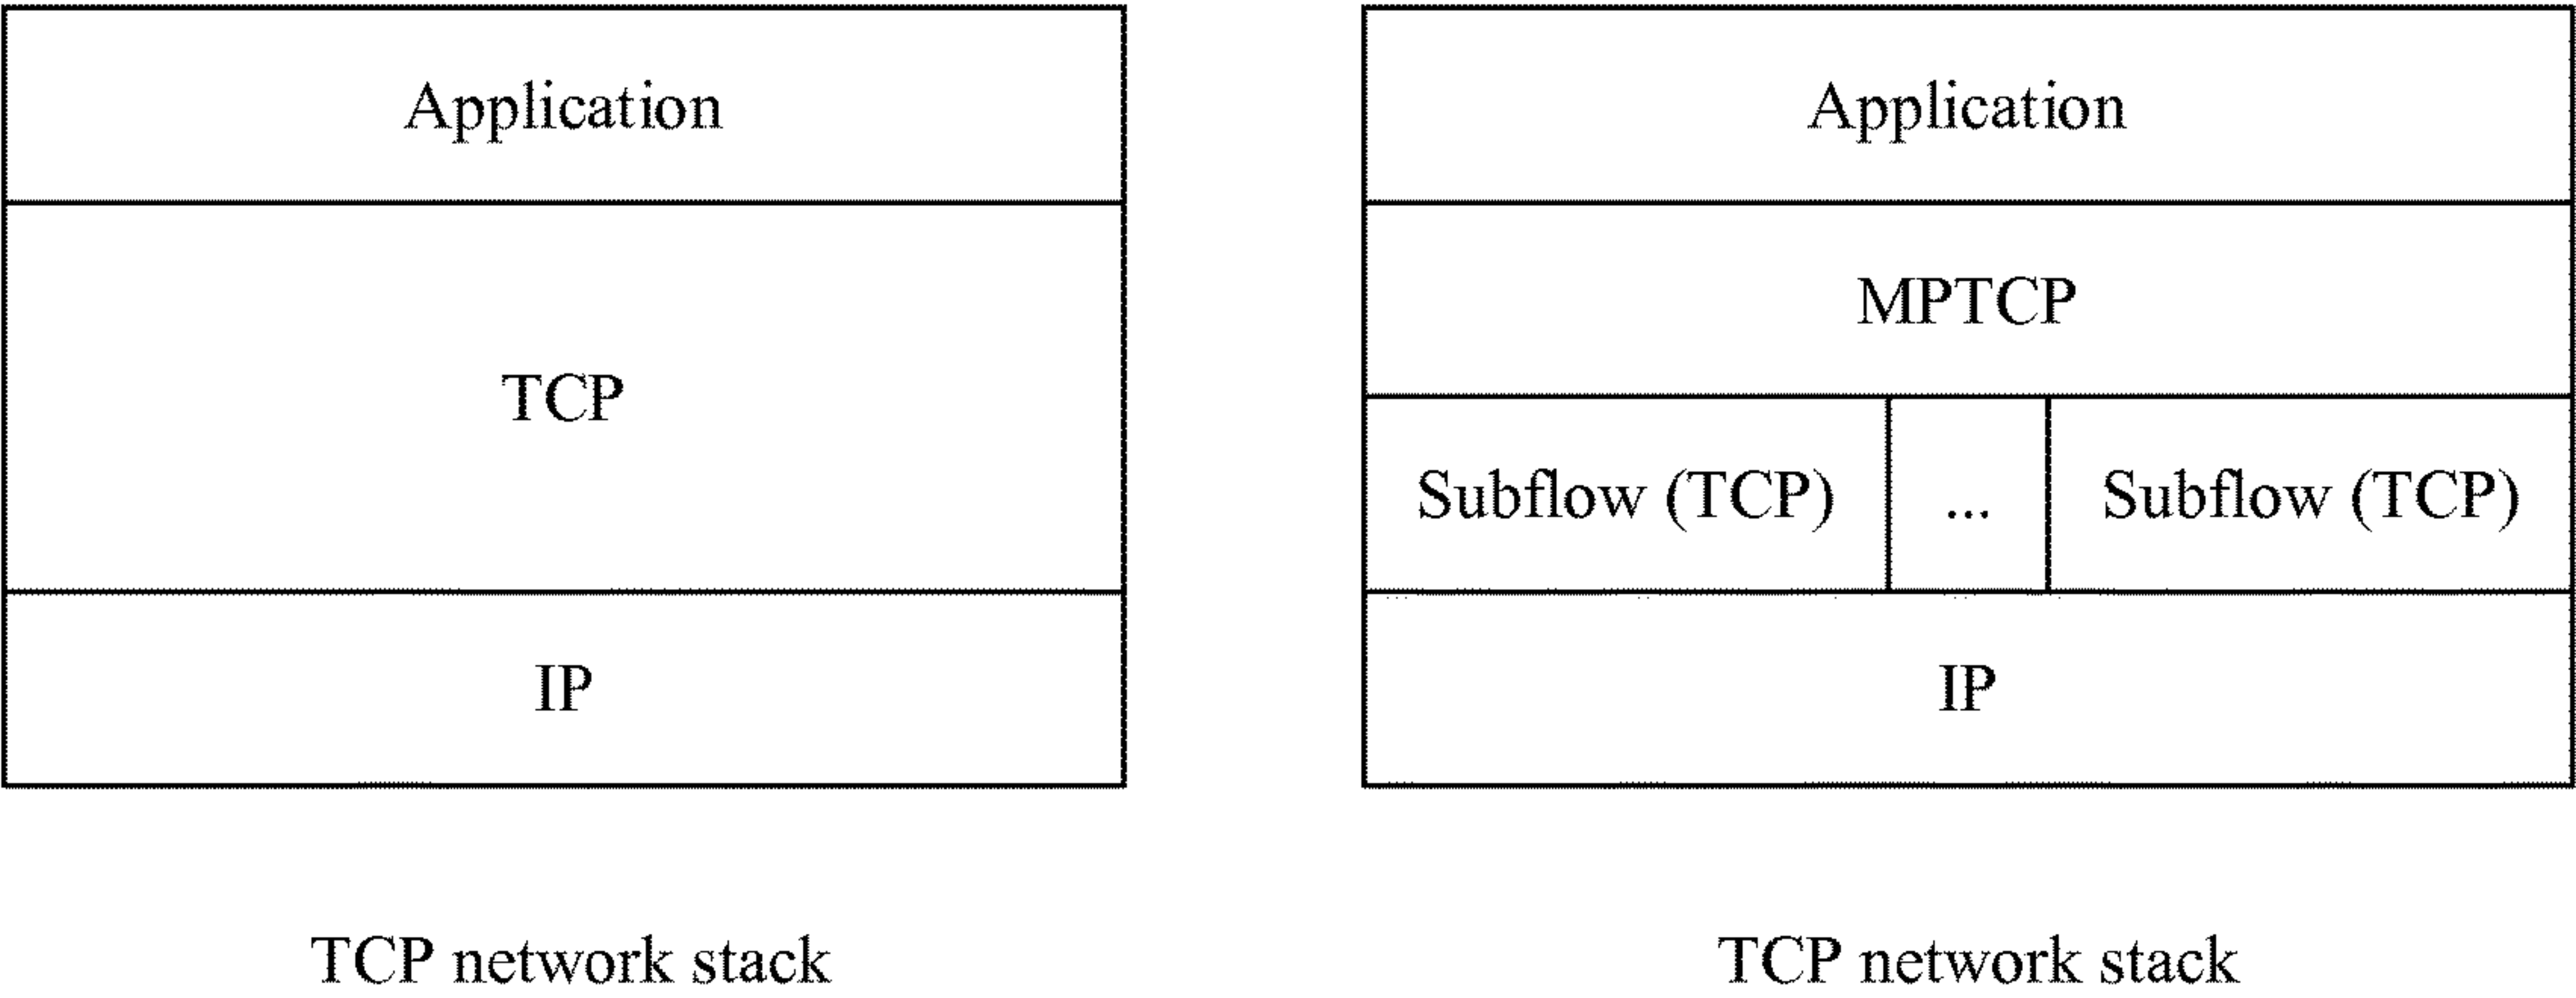 Application
TCP
IP
TCP network stack
Application
MPTCP
Subflow (TCP) ... Subflow (TCP)
IP
TCP network stack